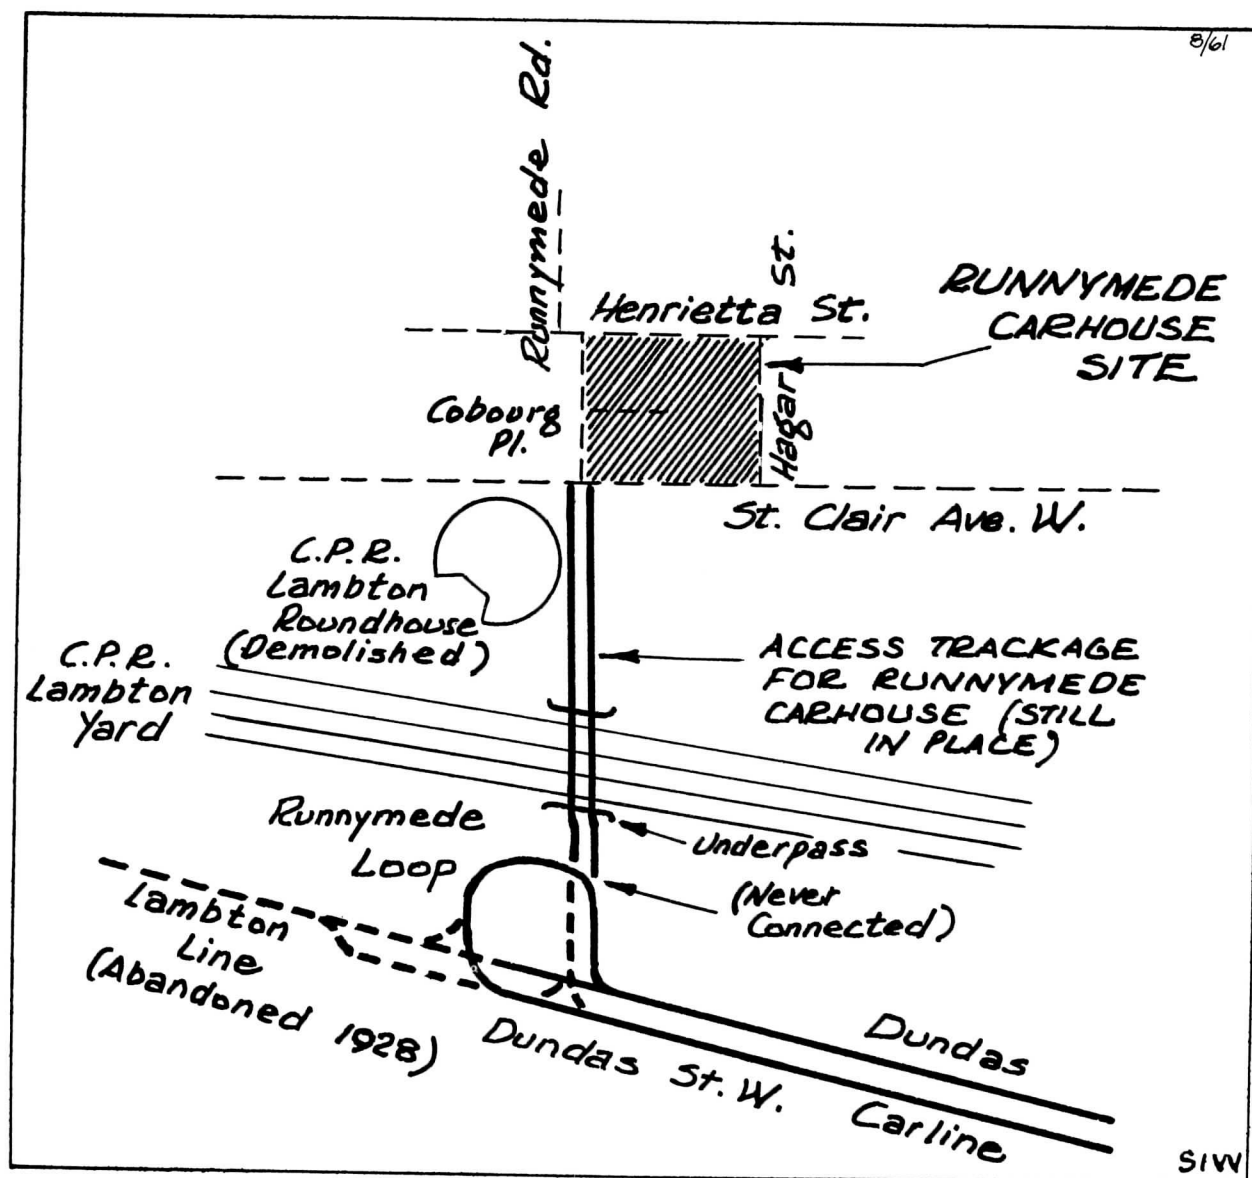 8/61
Runnymede Rd.
Henrietta St.
Hagar St.
RUNNYMEDE
CARHOUSE
SITE
Cobourg
Pl.
St. Clair Ave. W.
C.P.R.
Lambton
Roundhouse
(Demolished)
C.P.R.
Lambton
Yard
ACCESS TRACKAGE
FOR RUNNYMEDE
CARHOUSE (STILL
IN PLACE)
Runnymede
Loop
Underpass
(Never
Connected)
Lambton
Line
(Abandoned 1928)
Dundas St. W.
Dundas
Carline
SIW